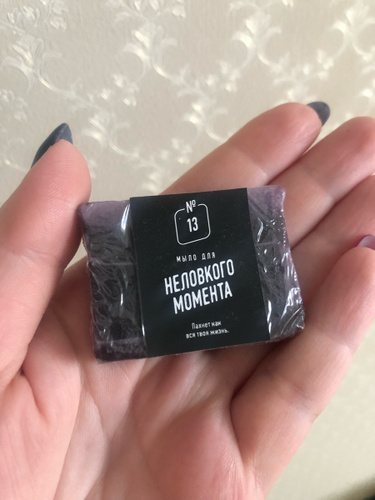 №
13
МЫЛО ДЛЯ
НЕЛОВКОГО
МОМЕНТА
Пахнет как
вся твоя жизнь.